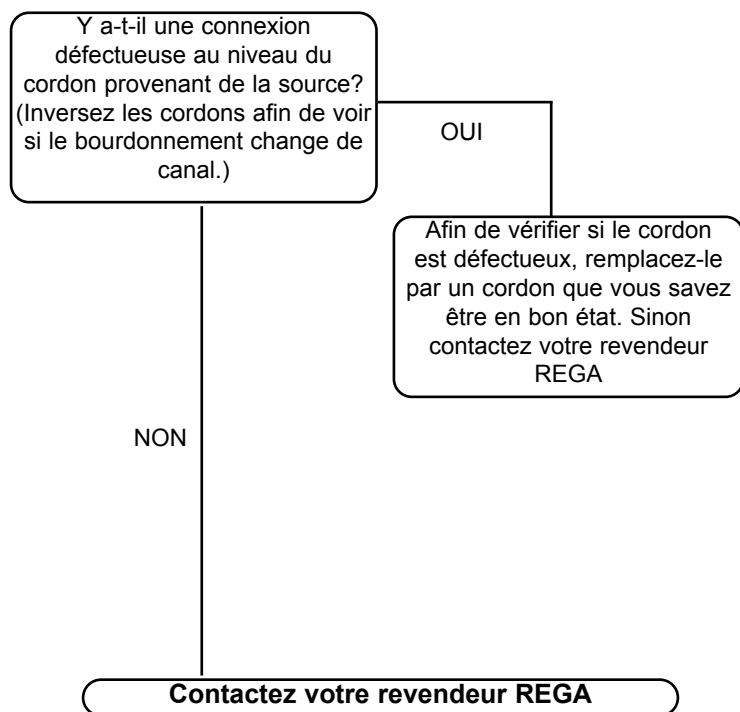 Y a-t-il une connexion
défectueuse au niveau du
cordon provenant de la source?
(Inversez les cordons afin de voir
si le bourdonnement change de
canal.)
OUI
Afin de vérifier si le cordon
est défectueux, remplacez-le
par un cordon que vous savez
être en bon état. Sinon
contactez votre revendeur
REGA
NON
Contactez votre revendeur REGA